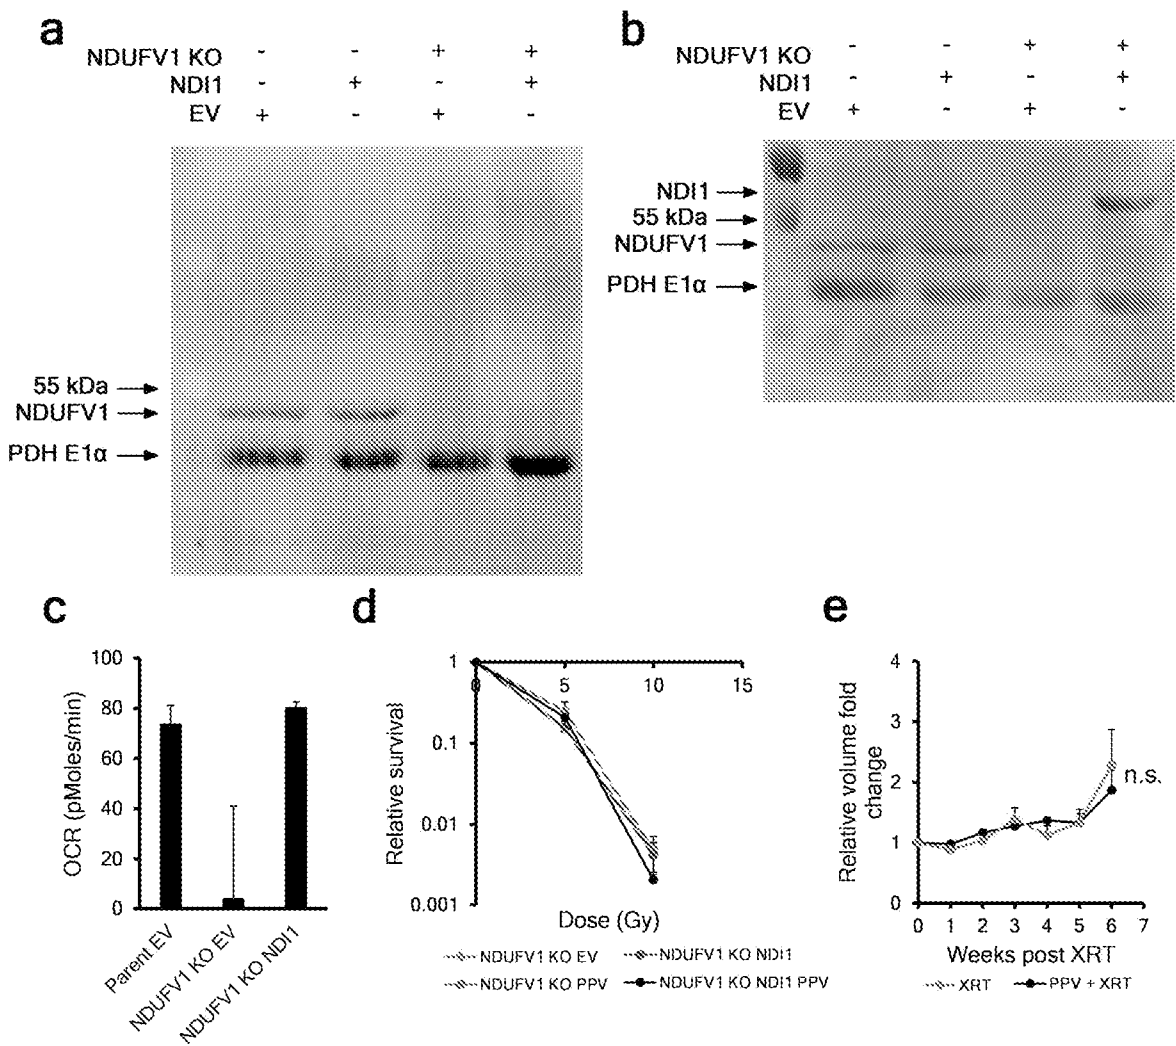 a
NDUFV1 KO - - + +
NDI1 - + - +
EV + - + -
55 kDa
NDUFV1
PDH E1α
b
NDUFV1 KO - - + +
NDI1 - + - +
EV + - + -
NDI1
55 kDa
NDUFV1
PDH E1α
c
100
80
60
40
20
0
OCR (pMoles/min)
Parent EV
NDUFV1 KO EV
NDUFV1 KO NDI1
d
1
0.1
0.01
0.001
0 5 10 15
Relative survival
Dose (Gy)
NDUFV1 KO EV NDUFV1 KO NDI1
NDUFV1 KO PPV NDUFV1 KO NDI1 PPV
e
4
3
2
1
0
Relative volume fold
change
n.s.
0 1 2 3 4 5 6 7
Weeks post XRT
XRT PPV + XRT